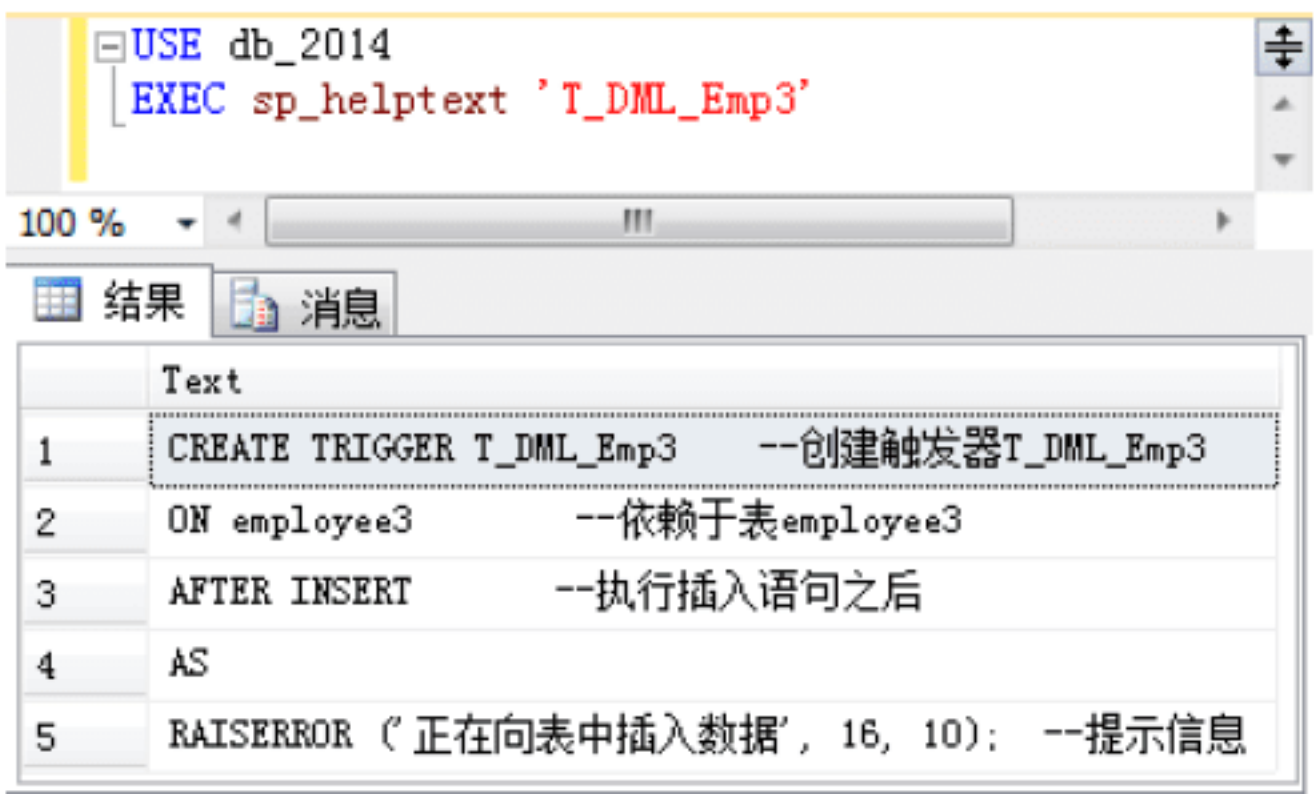 USE db_2014
EXEC sp_helptext 'T_DML_Emp3'
100 %
结果 消息
Text
1 CREATE TRIGGER T_DML_Emp3 --创建触发器T_DML_Emp3
2 ON employee3 --依赖于表employee3
3 AFTER INSERT --执行插入语句之后
4 AS
5 RAISERROR ('正在向表中插入数据', 16, 10); --提示信息